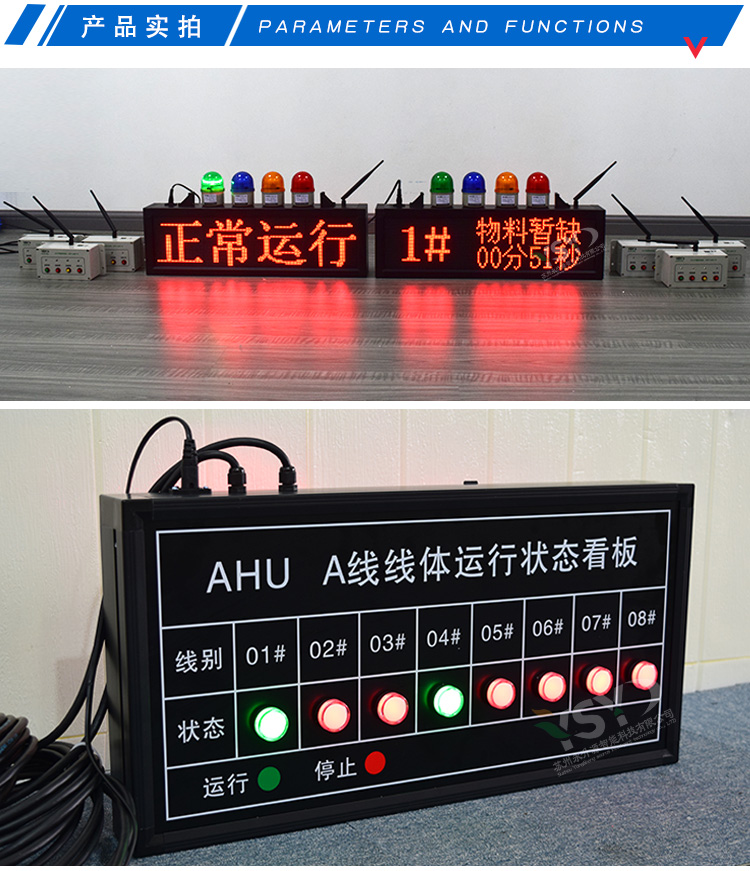 产品实拍
PARAMETERS AND FUNCTIONS
正常运行
1# 物料暂缺
00分51秒
AHU A线线体运行状态看板
线别 01# 02# 03# 04# 05# 06# 07# 08#
状态
运行 停止
YSY